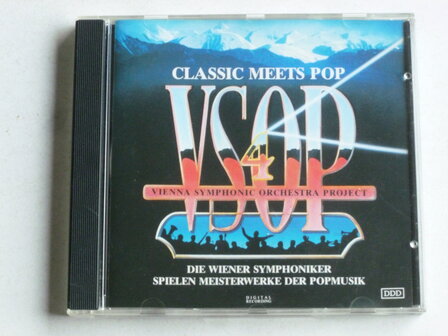 CLASSIC MEETS POP
VSOP
4
VIENNA SYMPHONIC ORCHESTRA PROJECT
DIE WIENER SYMPHONIKER
SPIELEN MEISTERWERKE DER POPMUSIK
DIGITAL
RECORDING
DDD